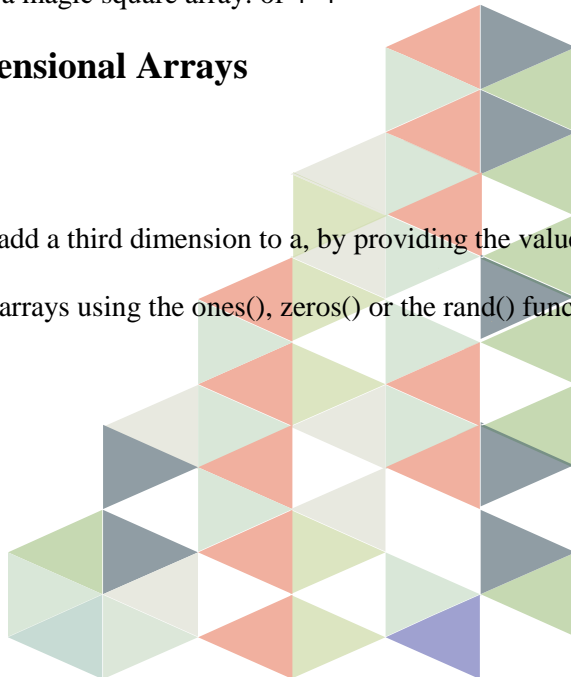 a magic square array. of 4*4
ensional Arrays
add a third dimension to a, by providing the value
arrays using the ones(), zeros() or the rand() func